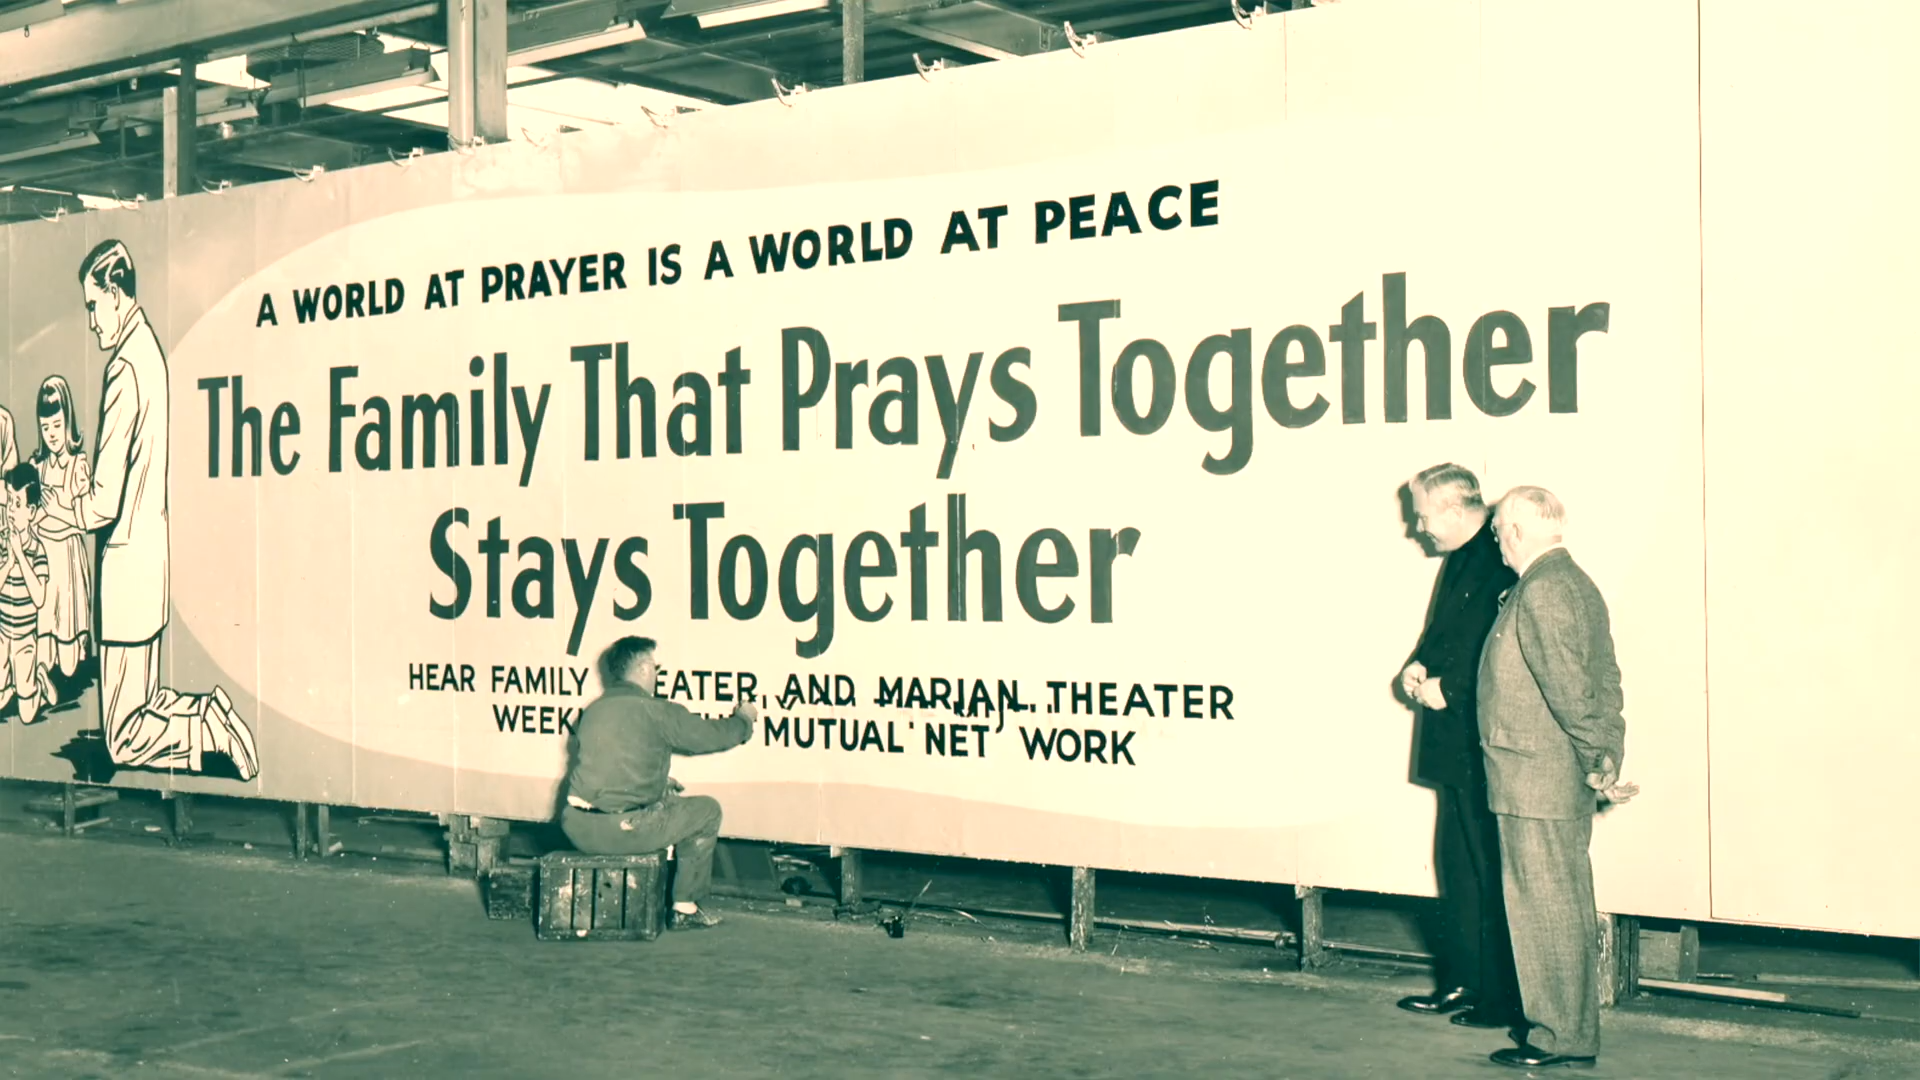 A WORLD AT PRAYER IS A WORLD AT PEACE
The Family That Prays Together
Stays Together
HEAR FAMILY EATER AND MARIAN THEATER
WEEK MUTUAL NET WORK